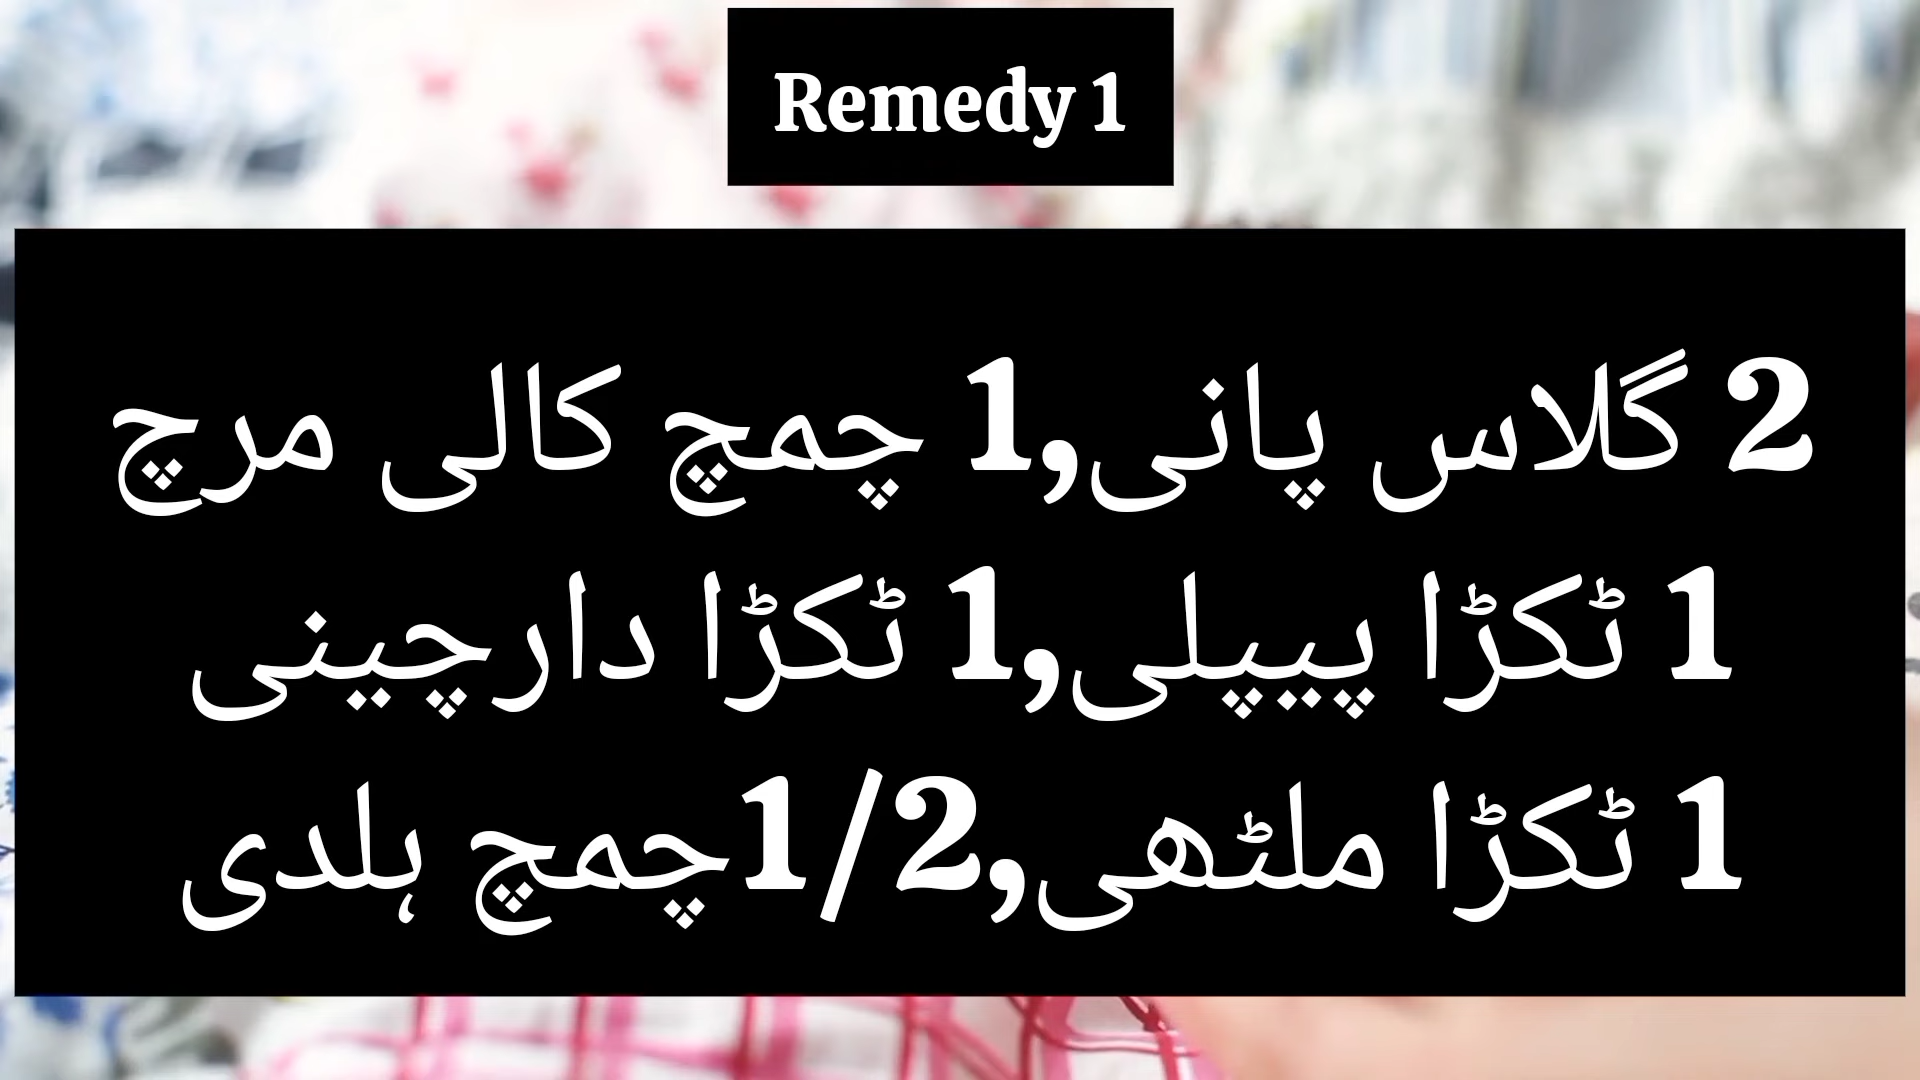 Remedy 1
2 گلاس پانی,1 چمچ کالی مرچ
1 ٹکڑا پیپلی,1 ٹکڑا دارچینی
1 ٹکڑا ملٹھی,1/2چمچ ہلدی